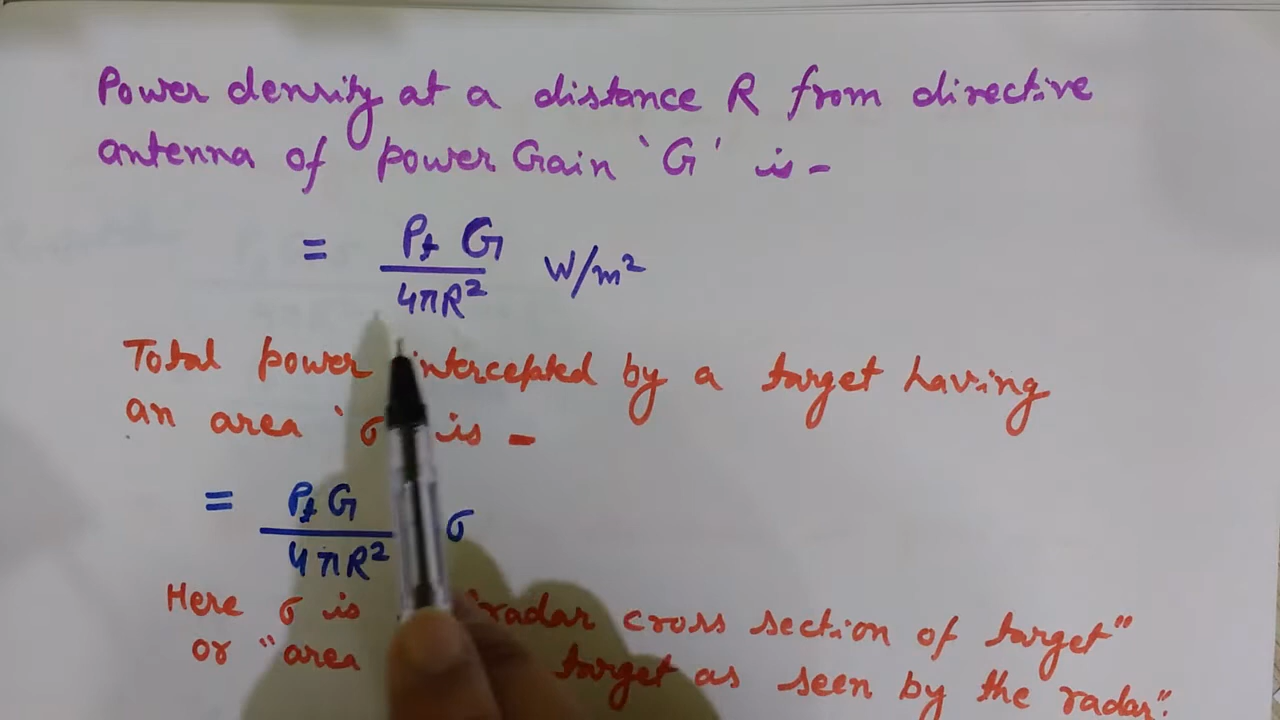 Power density at a distance R from directive
antenna of power Gain 'G' is -
= PtG / 4πR² W/m²
Total power intercepted by a target having
an area 'σ is -
= PtG / 4πR² σ
Here σ is "radar cross section of target"
or "area target as seen by the radar".